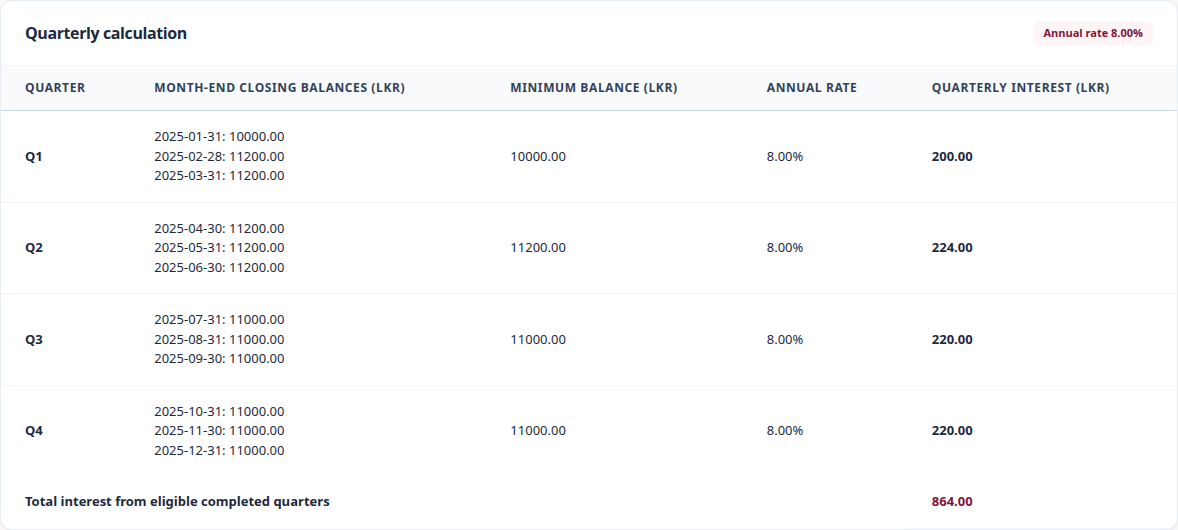 Quarterly calculation
Annual rate 8.00%
QUARTER MONTH-END CLOSING BALANCES (LKR) MINIMUM BALANCE (LKR) ANNUAL RATE QUARTERLY INTEREST (LKR)
2025-01-31: 10000.00
Q1 2025-02-28: 11200.00 10000.00 8.00% 200.00
2025-03-31: 11200.00
2025-04-30: 11200.00
Q2 2025-05-31: 11200.00 11200.00 8.00% 224.00
2025-06-30: 11200.00
2025-07-31: 11000.00
Q3 2025-08-31: 11000.00 11000.00 8.00% 220.00
2025-09-30: 11000.00
2025-10-31: 11000.00
Q4 2025-11-30: 11000.00 11000.00 8.00% 220.00
2025-12-31: 11000.00
Total interest from eligible completed quarters 864.00